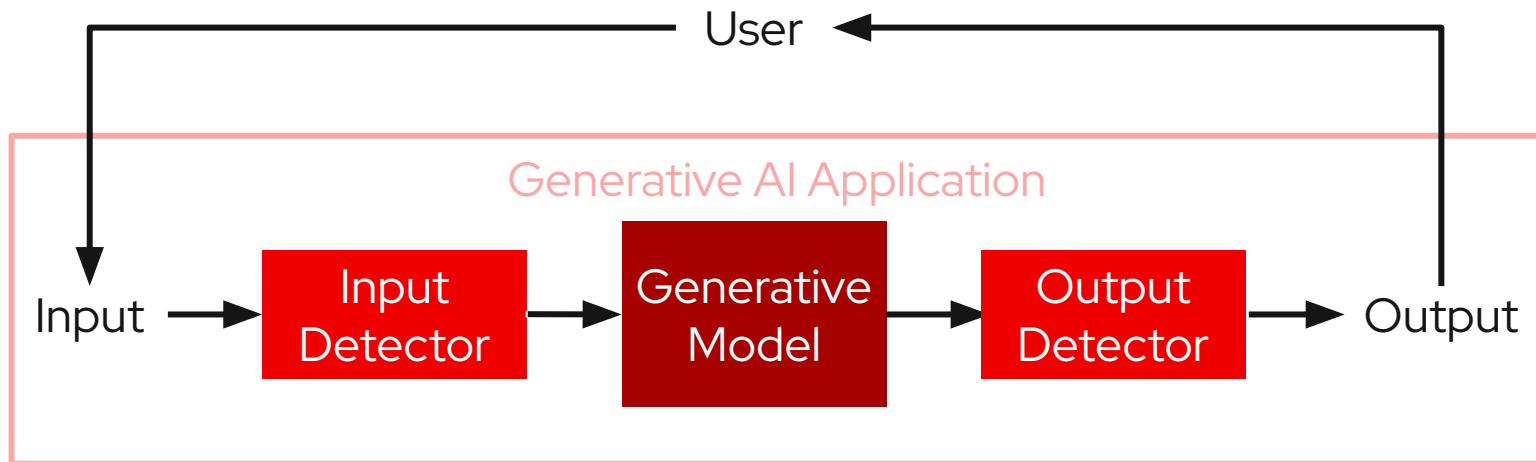 User
Generative AI Application
Input
Input
Detector
Generative
Model
Output
Detector
Output